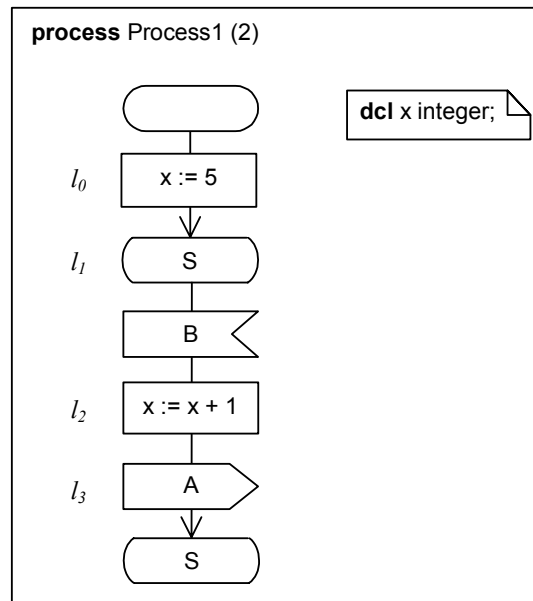 process Process1 (2)
dcl x integer;
l0 x := 5
l1 S
B
l2 x := x + 1
l3 A
S